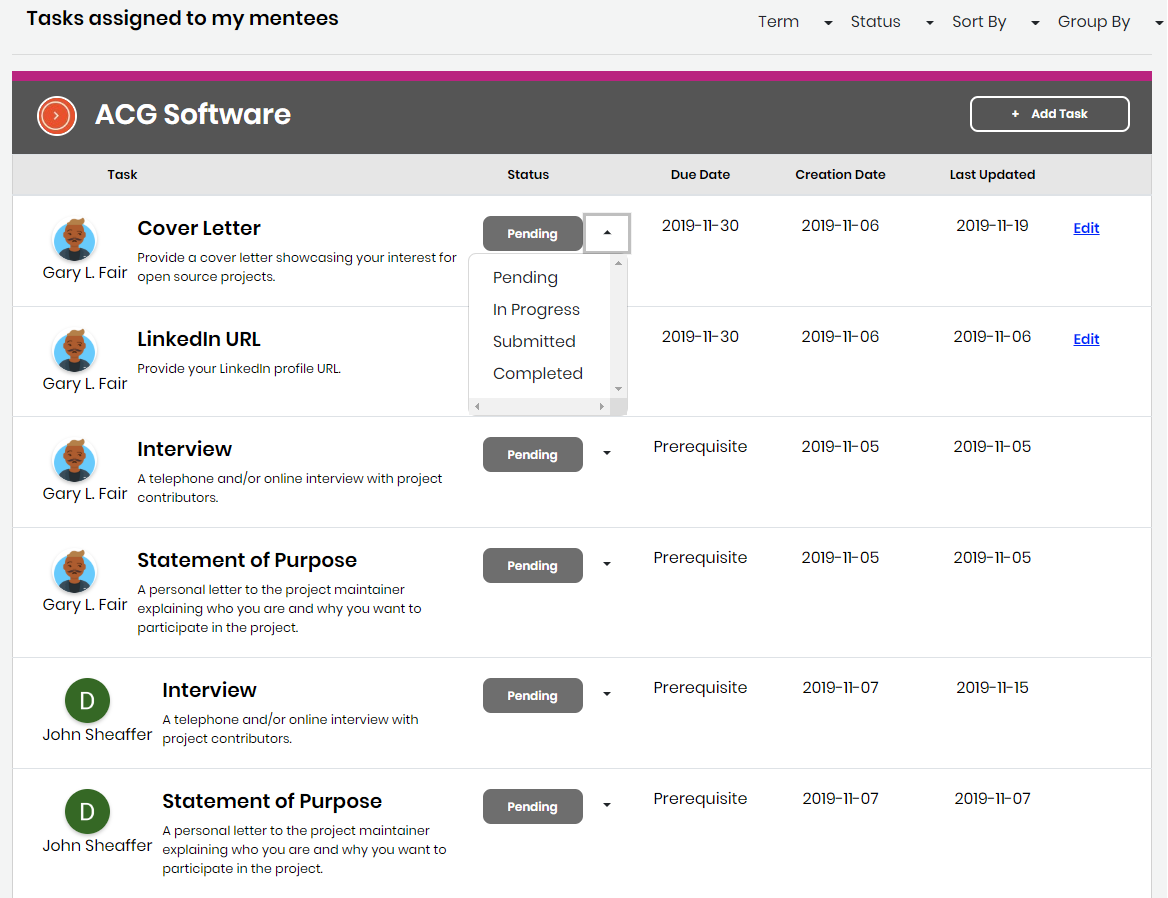 Tasks assigned to my mentees
Term Status Sort By Group By
ACG Software
+ Add Task
Task Status Due Date Creation Date Last Updated
Cover Letter
Provide a cover letter showcasing your interest for
open source projects.
Gary L. Fair
Pending
2019-11-30 2019-11-06 2019-11-19 Edit
Pending
In Progress
Submitted
Completed
LinkedIn URL
Provide your LinkedIn profile URL.
Gary L. Fair
2019-11-30 2019-11-06 2019-11-06 Edit
Interview
A telephone and/or online interview with project
contributors.
Gary L. Fair
Pending
Prerequisite 2019-11-05 2019-11-05
Statement of Purpose
A personal letter to the project maintainer
explaining who you are and why you want to
participate in the project.
Gary L. Fair
Pending
Prerequisite 2019-11-05 2019-11-05
D
John Sheaffer
Interview
A telephone and/or online interview with
project contributors.
Pending
Prerequisite 2019-11-07 2019-11-15
D
John Sheaffer
Statement of Purpose
A personal letter to the project maintainer
explaining who you are and why you want to
participate in the project.
Pending
Prerequisite 2019-11-07 2019-11-07